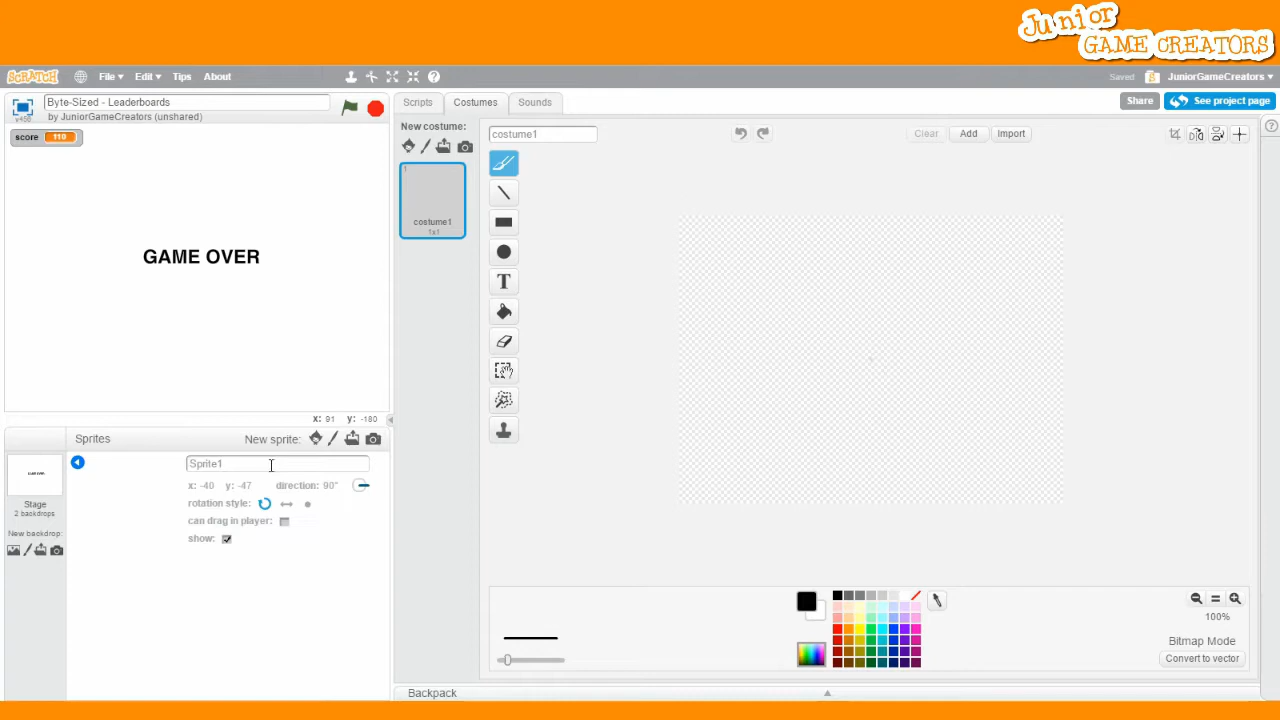 Junior
GAME CREATORS
SCRATCH File Edit Tips About Saved S JuniorGameCreators
v456 Byte-Sized - Leaderboards
by JuniorGameCreators (unshared)
Scripts Costumes Sounds Share See project page
score 110
New costume:
costume1 Clear Add Import
1
costume1
1x1
T
GAME OVER
x: 91 y: -180
Sprites New sprite:
Sprite1
x: -40 y: -47 direction: 90°
rotation style:
can drag in player:
show:
Stage
2 backdrops
New backdrop:
100%
Bitmap Mode
Convert to vector
Backpack